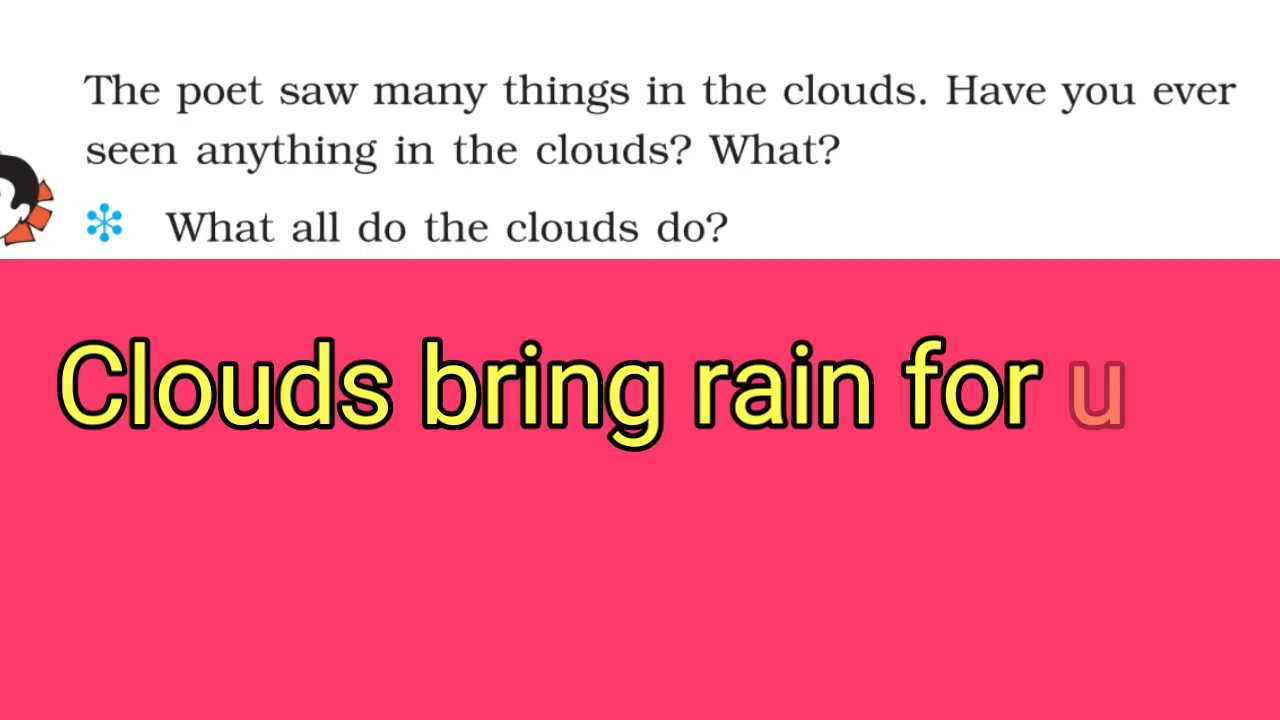 The poet saw many things in the clouds. Have you ever
seen anything in the clouds? What?
What all do the clouds do?
Clouds bring rain for u